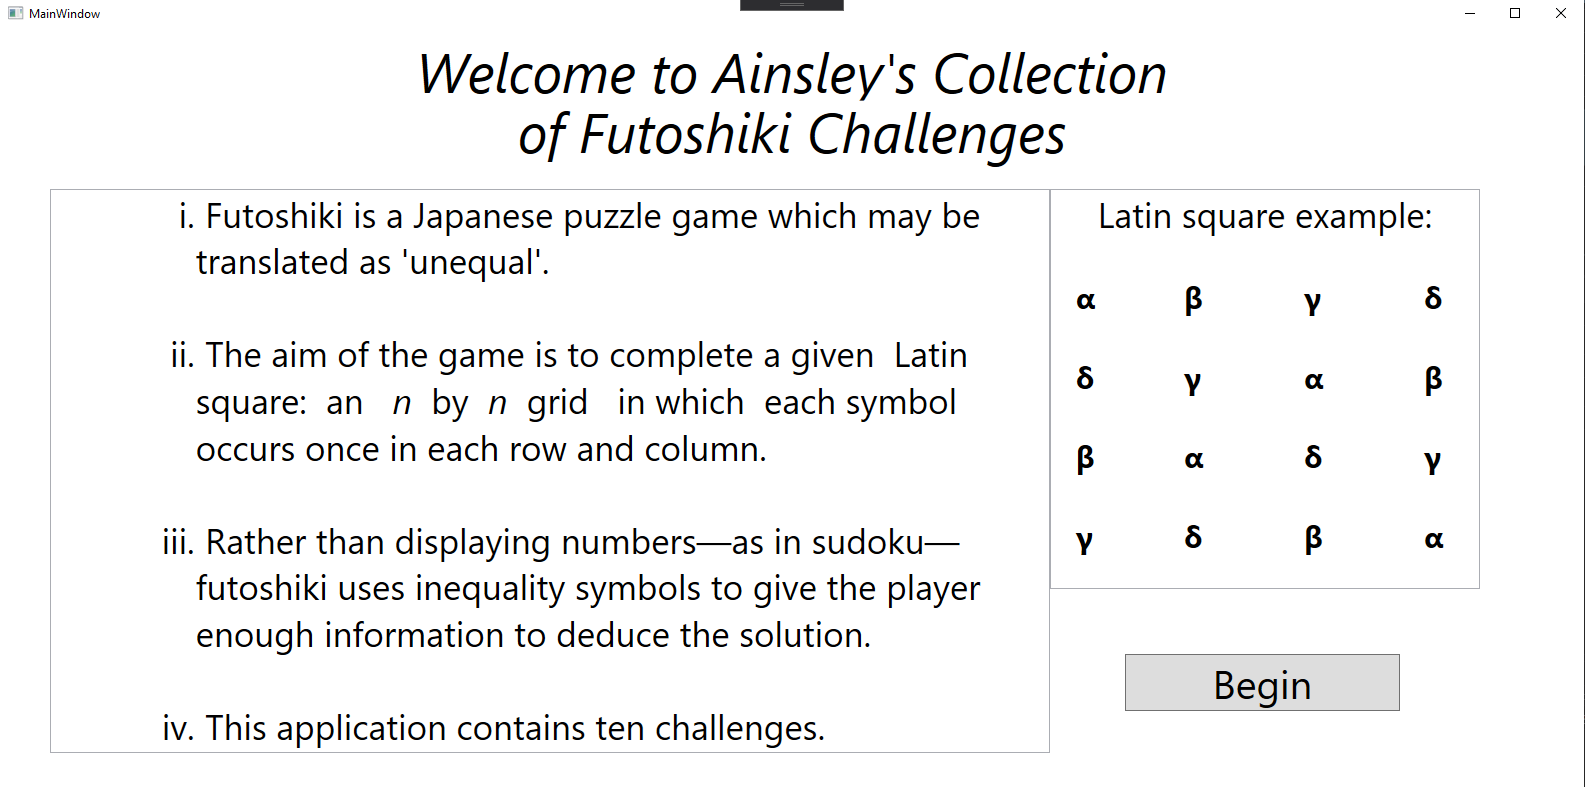 MainWindow
Welcome to Ainsley's Collection
of Futoshiki Challenges
i. Futoshiki is a Japanese puzzle game which may be
translated as 'unequal'.
ii. The aim of the game is to complete a given Latin
square: an n by n grid in which each symbol
occurs once in each row and column.
iii. Rather than displaying numbers—as in sudoku—
futoshiki uses inequality symbols to give the player
enough information to deduce the solution.
iv. This application contains ten challenges.
Latin square example:
α β γ δ
δ γ α β
β α δ γ
γ δ β α
Begin